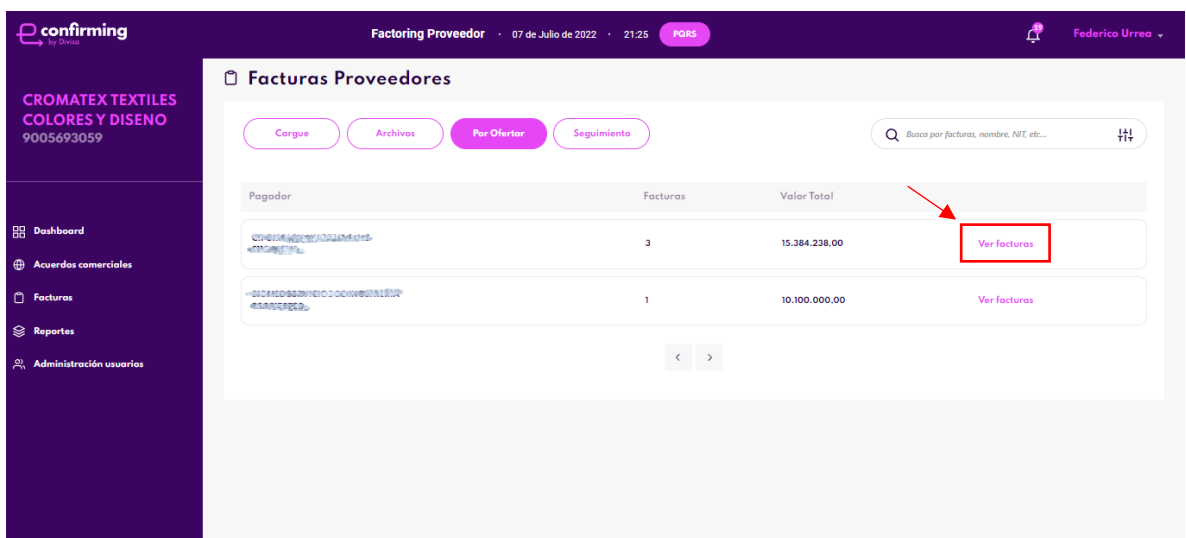 confirming
by Divisa
Factoring Proveedor · 07 de Julio de 2022 · 21:25
PQRS
19
Federico Urrea
CROMATEX TEXTILES
COLORES Y DISENO
9005693059
Dashboard
Acuerdos comerciales
Facturas
Reportes
Administración usuarios
Facturas Proveedores
Cargue
Archivos
Por Ofertar
Seguimiento
Busca por facturas, nombre, NIT, etc...
Pagador
Facturas
Valor Total
3
15.384.238,00
Ver facturas
1
10.100.000,00
Ver facturas